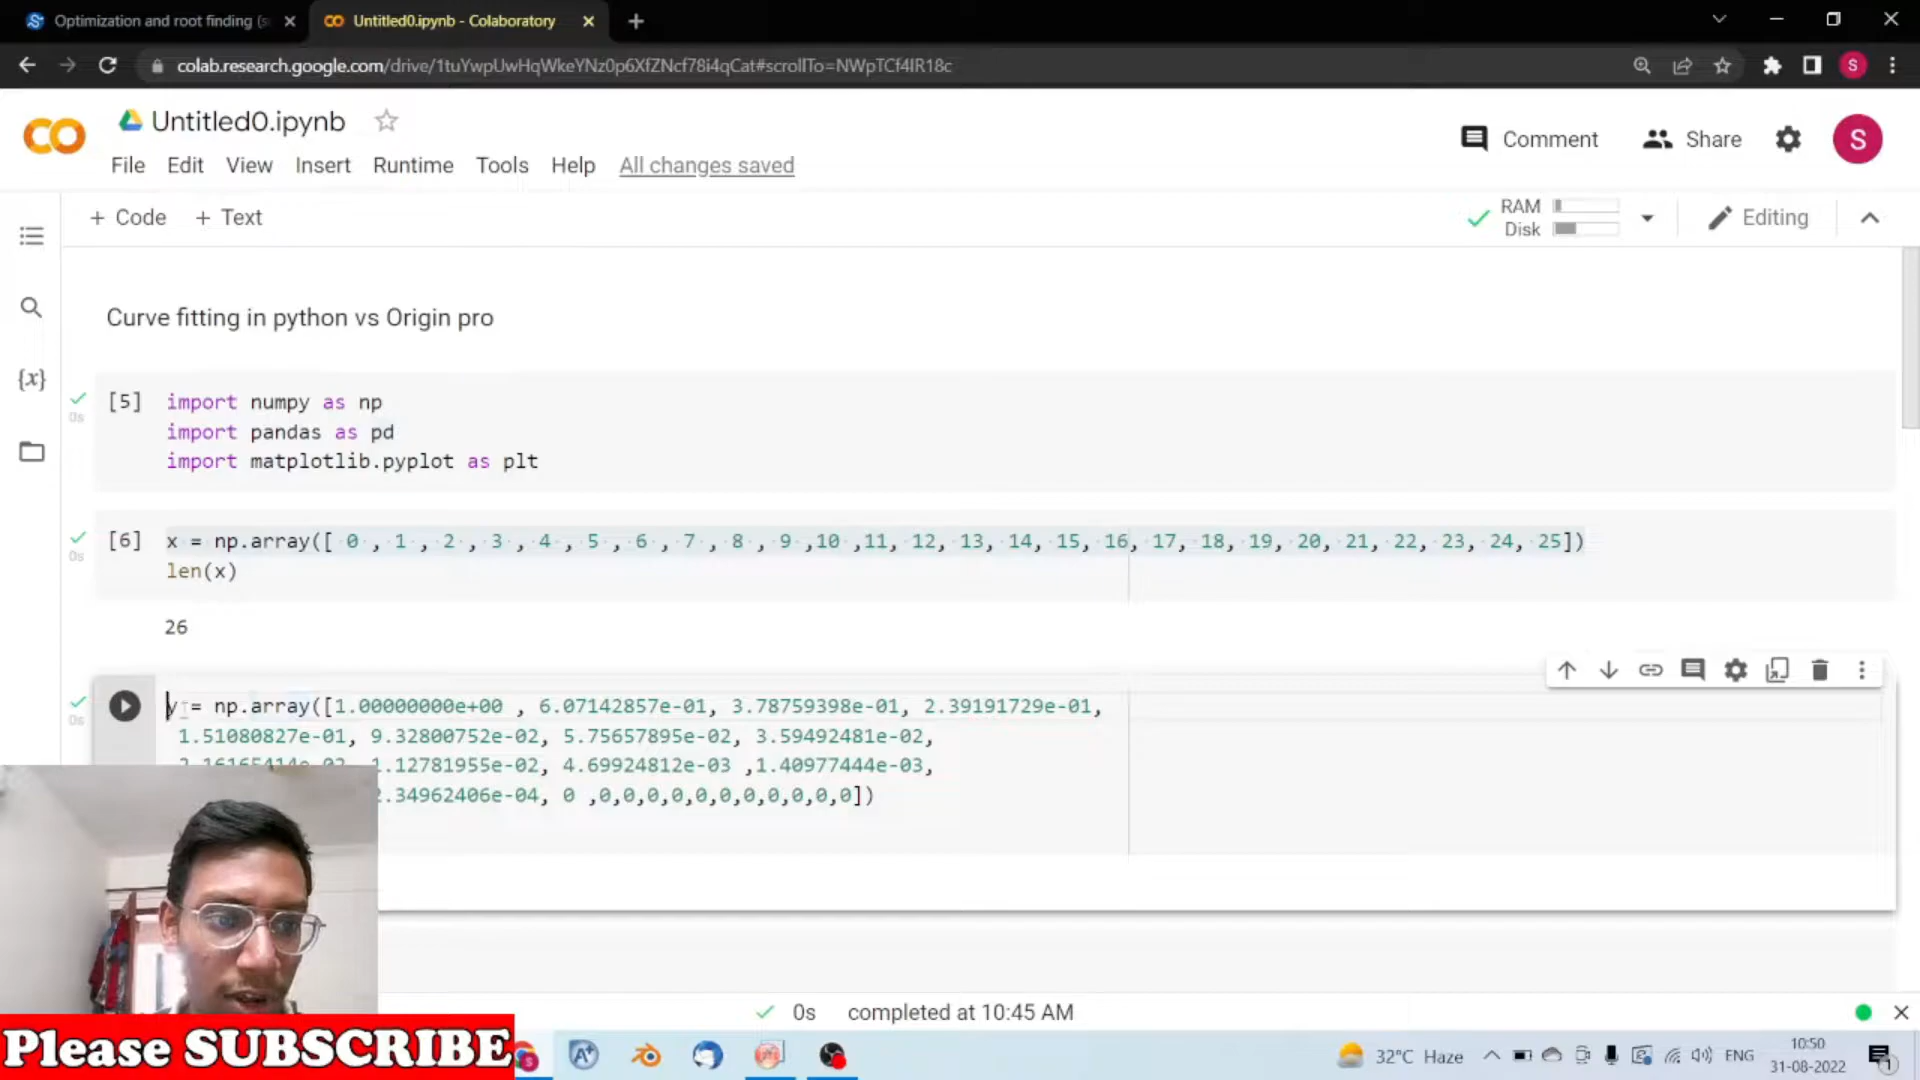 Optimization and root finding (s
Untitled0.ipynb - Colaboratory
colab.research.google.com/drive/1tuYwpUwHqWkeYNz0p6XfZNcf78i4qCat#scrollTo=NWpTCf4lR18c
S
CO
Untitled0.ipynb
Comment
Share
S
File Edit View Insert Runtime Tools Help All changes saved
+ Code + Text
RAM
Disk
Editing
Curve fitting in python vs Origin pro
{x}
0s
[5] import numpy as np
import pandas as pd
import matplotlib.pyplot as plt
0s
[6] x = np.array([ 0 , 1 , 2 , 3 , 4 , 5 , 6 , 7 , 8 , 9 ,10 ,11, 12, 13, 14, 15, 16, 17, 18, 19, 20, 21, 22, 23, 24, 25])
len(x)
26
0s
y = np.array([1.00000000e+00 , 6.07142857e-01, 3.78759398e-01, 2.39191729e-01,
1.51080827e-01, 9.32800752e-02, 5.75657895e-02, 3.59492481e-02,
1.12781955e-02, 4.69924812e-03 ,1.40977444e-03,
2.34962406e-04, 0 ,0,0,0,0,0,0,0,0,0,0,0])
0s completed at 10:45 AM
Please SUBSCRIBE
32°C Haze
ENG
10:50
31-08-2022
1